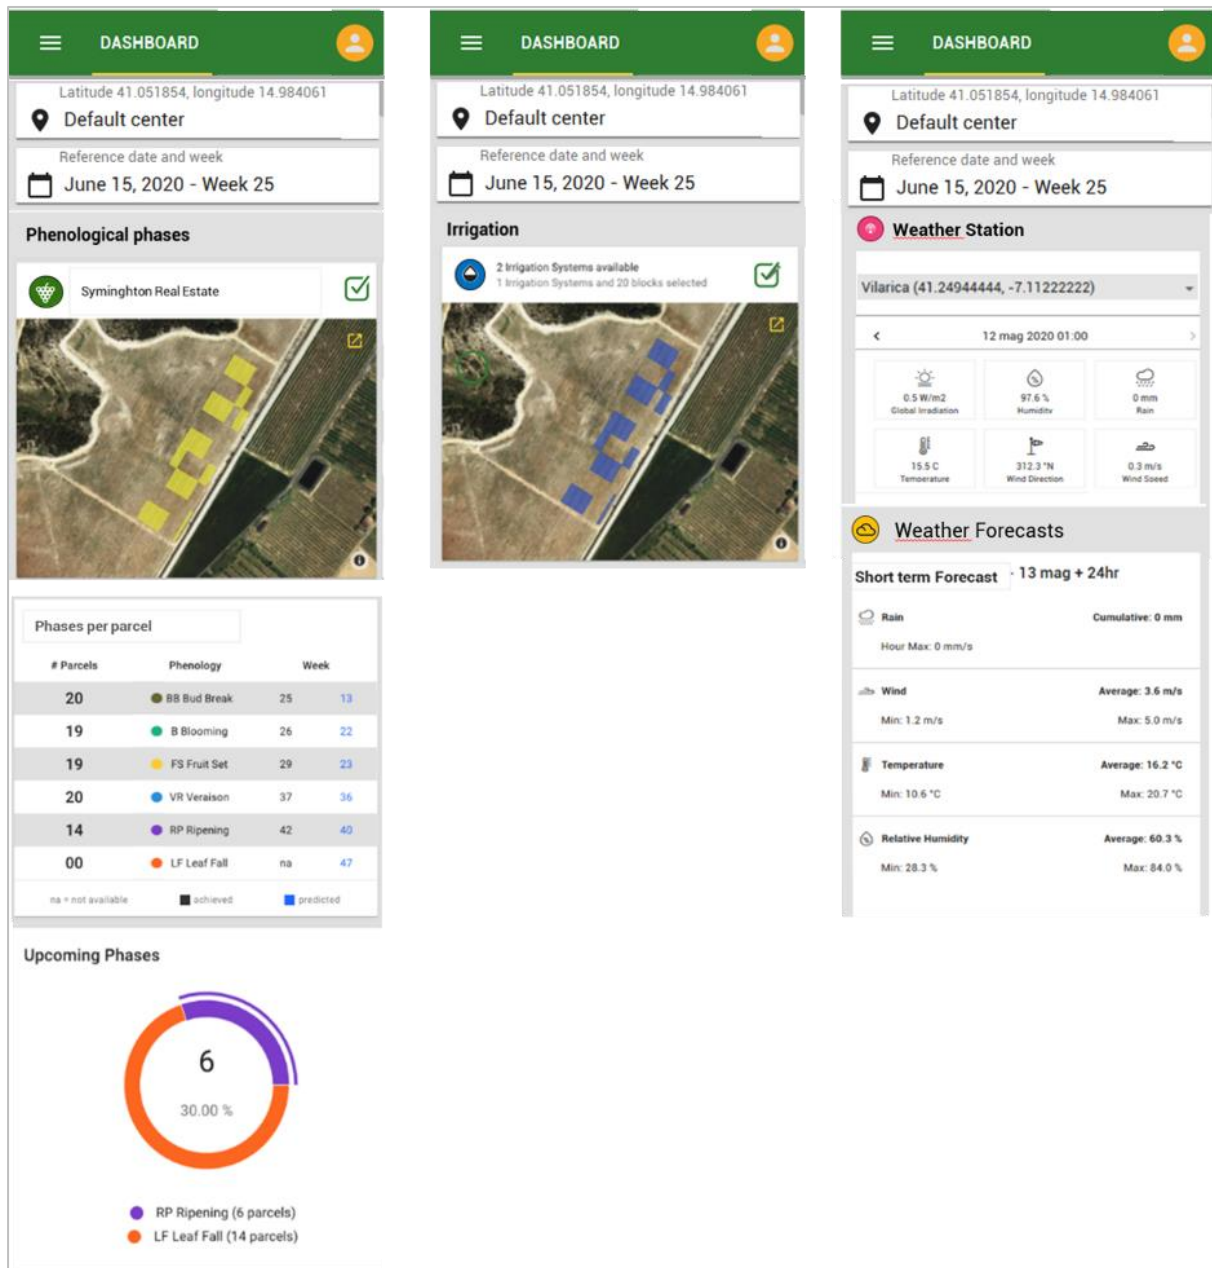 DASHBOARD
Latitude 41.051854, longitude 14.984061
Default center
Reference date and week
June 15, 2020 - Week 25
Phenological phases
Syminghton Real Estate
Phases per parcel
# Parcels Phenology Week
20 BB Bud Break 25 13
19 B Blooming 26 22
19 FS Fruit Set 29 23
20 VR Veraison 37 36
14 RP Ripening 42 40
00 LF Leaf Fall na 47
na = not available achieved predicted
Upcoming Phases
6
30.00 %
RP Ripening (6 parcels)
LF Leaf Fall (14 parcels)
DASHBOARD
Latitude 41.051854, longitude 14.984061
Default center
Reference date and week
June 15, 2020 - Week 25
Irrigation
2 Irrigation Systems available
1 Irrigation Systems and 20 blocks selected
DASHBOARD
Latitude 41.051854, longitude 14.984061
Default center
Reference date and week
June 15, 2020 - Week 25
Weather Station
Vilarica (41.24944444, -7.11222222)
< 12 mag 2020 01:00 >
0.5 W/m2 97.6 % 0 mm
Global Irradiation Humidity Rain
15.5 C 312.3 °N 0.3 m/s
Temperature Wind Direction Wind Speed
Weather Forecasts
Short term Forecast - 13 mag + 24hr
Rain Cumulative: 0 mm
Hour Max: 0 mm/s
Wind Average: 3.6 m/s
Min: 1.2 m/s Max: 5.0 m/s
Temperature Average: 16.2 °C
Min: 10.6 °C Max: 20.7 °C
Relative Humidity Average: 60.3 %
Min: 28.3 % Max: 84.0 %